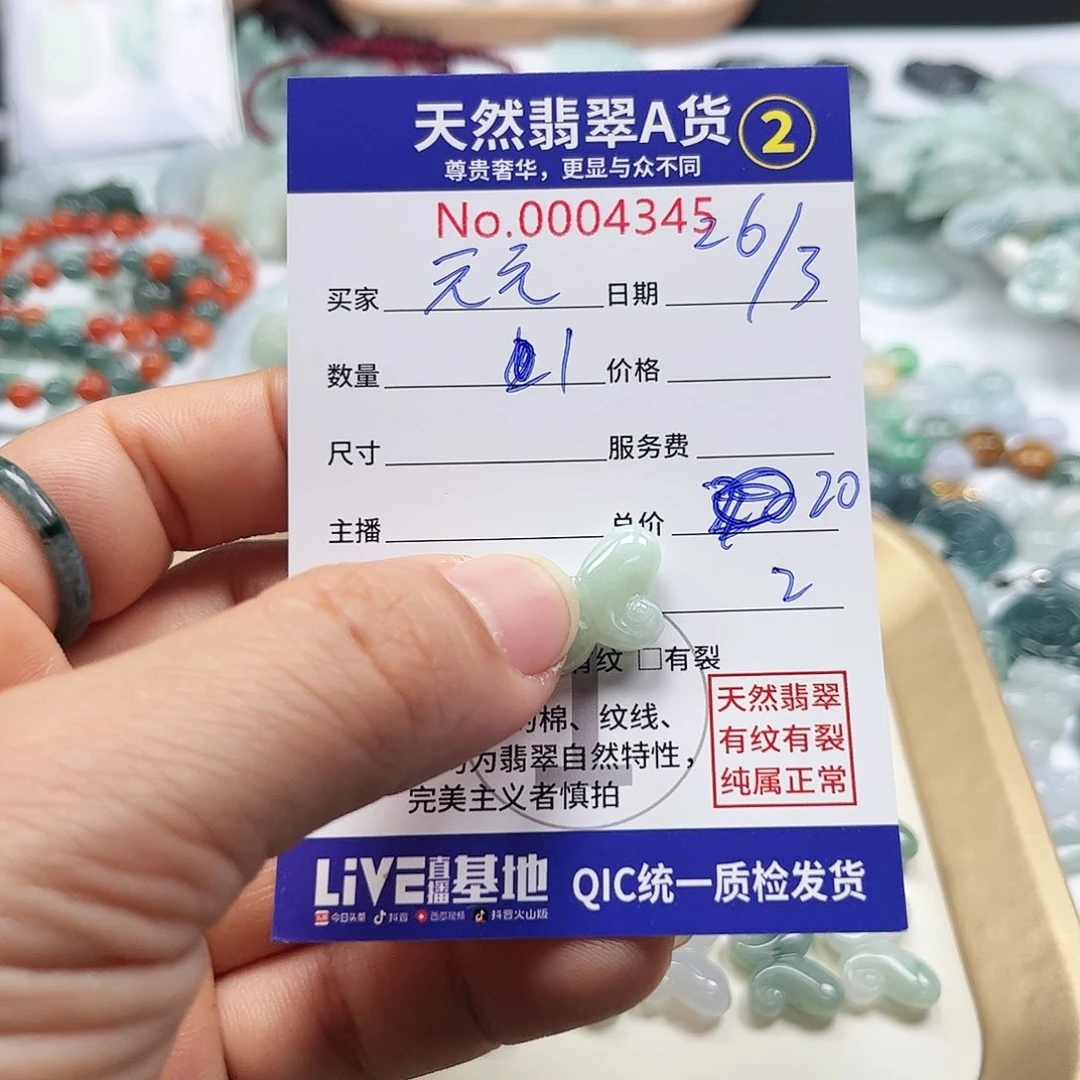 天然翡翠A货 2
尊贵奢华，更显与众不同
No.0004345
买家 元元 日期 26/3
数量 1 价格
尺寸 服务费
主播 总价 20
2
有纹 □有裂
棉、纹线、
为翡翠自然特性，
完美主义者慎拍
天然翡翠
有纹有裂
纯属正常
LiVE直播基地 QIC统一质检发货
今日头条 抖音 西瓜视频 抖音火山版